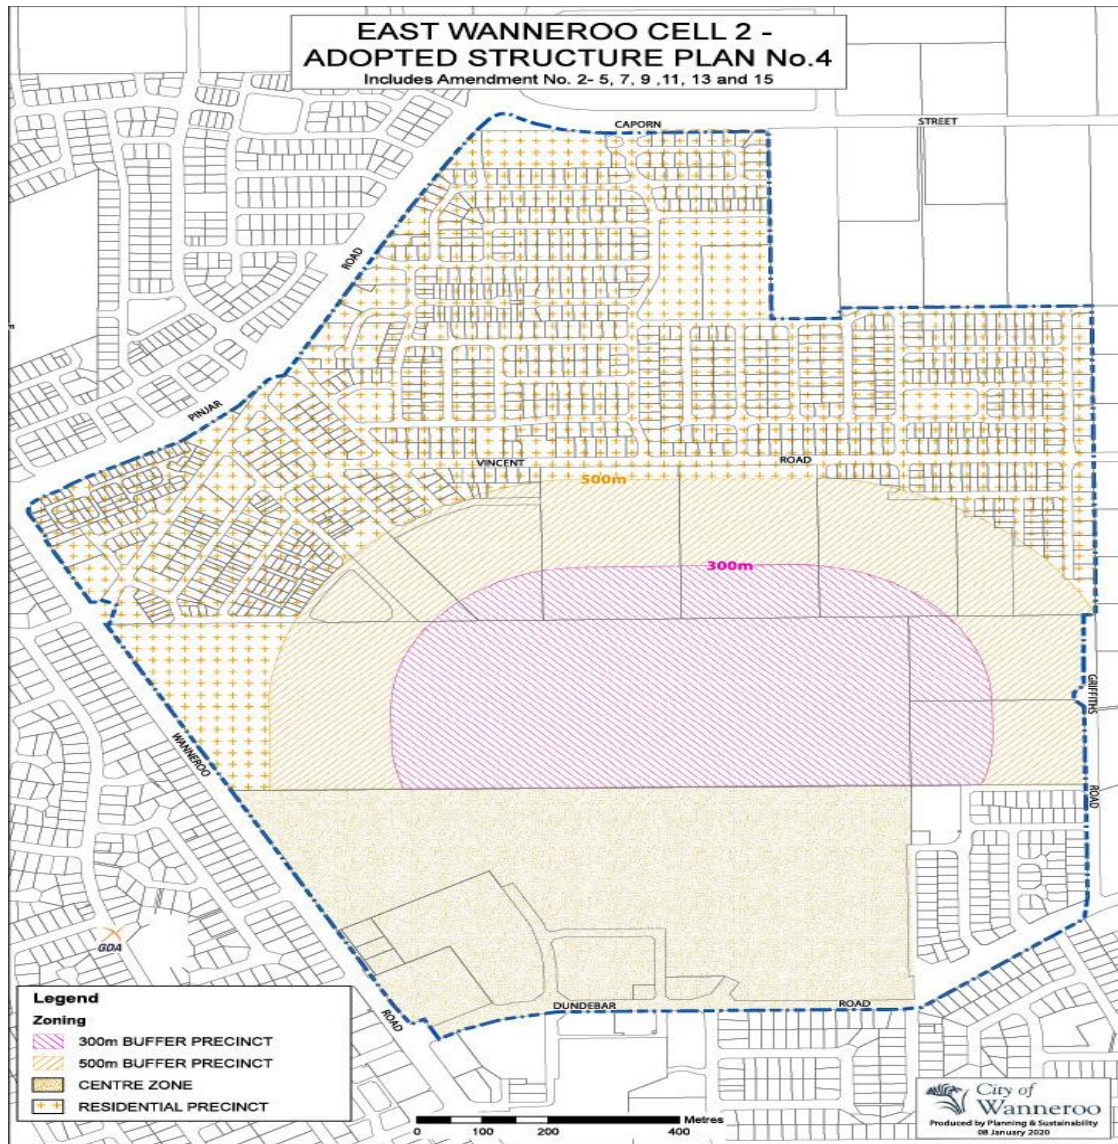 EAST WANNEROO CELL 2 -
ADOPTED STRUCTURE PLAN No.4
Includes Amendment No. 2- 5, 7, 9 ,11, 13 and 15
CAPORN
STREET
ROAD
PINJAR
VINCENT
ROAD
500m
300m
GRIFFITHS
WANNEROO
ROAD
GDA
DUNDEBAR
ROAD
ROAD
Legend
Zoning
300m BUFFER PRECINCT
500m BUFFER PRECINCT
CENTRE ZONE
RESIDENTIAL PRECINCT
Metres
0 100 200 400
City of
Wanneroo
Produced by Planning & Sustainability
08 January 2020